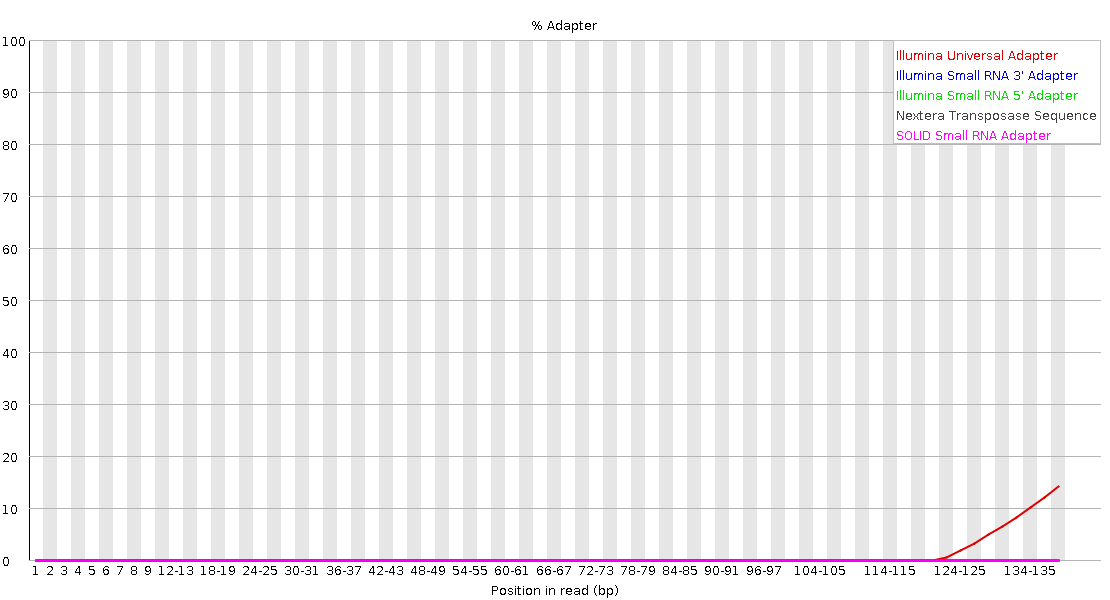 % Adapter
100
90
80
70
60
50
40
30
20
10
0
Illumina Universal Adapter
Illumina Small RNA 3' Adapter
Illumina Small RNA 5' Adapter
Nextera Transposase Sequence
SOLID Small RNA Adapter
1 2 3 4 5 6 7 8 9 12-13 18-19 24-25 30-31 36-37 42-43 48-49 54-55 60-61 66-67 72-73 78-79 84-85 90-91 96-97 104-105 114-115 124-125 134-135
Position in read (bp)